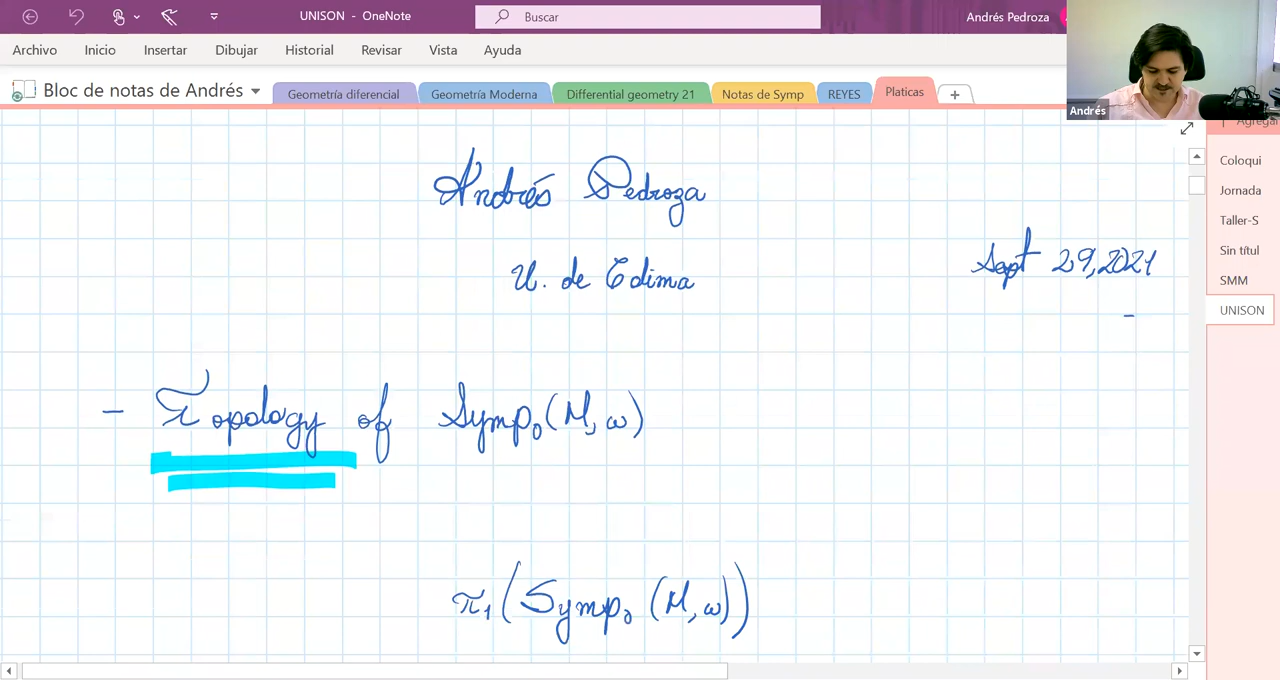 UNISON - OneNote
Buscar
Andrés Pedroza
Archivo Inicio Insertar Dibujar Historial Revisar Vista Ayuda
Bloc de notas de Andrés
Geometría diferencial
Geometría Moderna
Differential geometry 21
Notas de Symp
REYES
Platicas
Andrés
Agregar
Coloqui
Jornada
Taller-S
Sin títul
SMM
UNISON
Andrés Pedroza
U. de Colima
Sept 29, 2021
- Topology of Symp₀(M, ω)
π₁(Symp₀(M, ω))